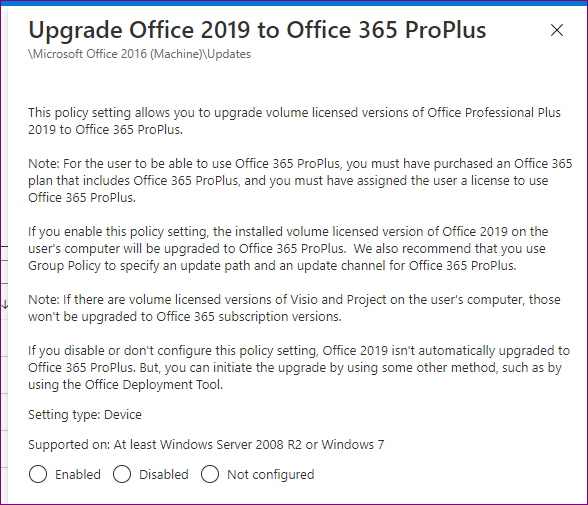 Upgrade Office 2019 to Office 365 ProPlus
\Microsoft Office 2016 (Machine)\Updates
This policy setting allows you to upgrade volume licensed versions of Office Professional Plus
2019 to Office 365 ProPlus.
Note: For the user to be able to use Office 365 ProPlus, you must have purchased an Office 365
plan that includes Office 365 ProPlus, and you must have assigned the user a license to use
Office 365 ProPlus.
If you enable this policy setting, the installed volume licensed version of Office 2019 on the
user's computer will be upgraded to Office 365 ProPlus.  We also recommend that you use
Group Policy to specify an update path and an update channel for Office 365 ProPlus.
Note: If there are volume licensed versions of Visio and Project on the user's computer, those
won't be upgraded to Office 365 subscription versions.
If you disable or don't configure this policy setting, Office 2019 isn't automatically upgraded to
Office 365 ProPlus. But, you can initiate the upgrade by using some other method, such as by
using the Office Deployment Tool.
Setting type: Device
Supported on: At least Windows Server 2008 R2 or Windows 7
Enabled Disabled Not configured